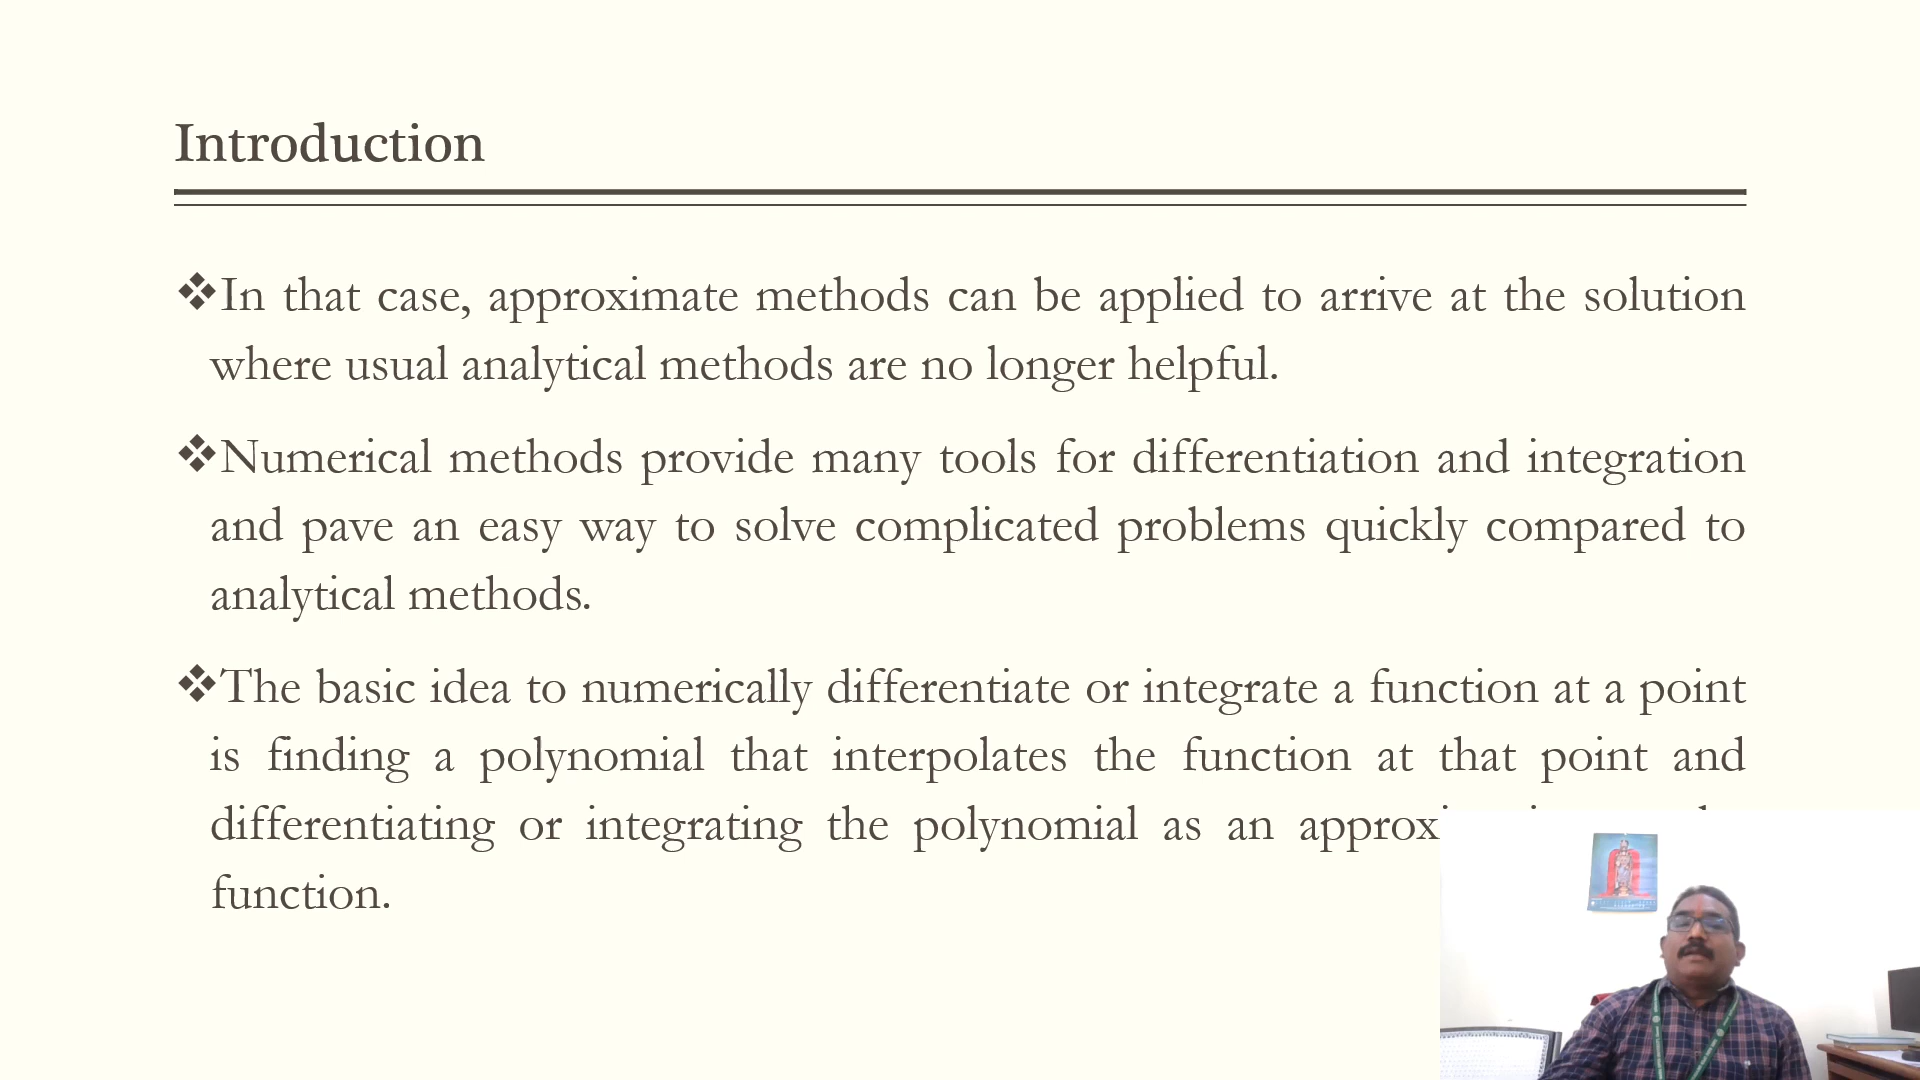 Introduction
❖In that case, approximate methods can be applied to arrive at the solution
where usual analytical methods are no longer helpful.
❖Numerical methods provide many tools for differentiation and integration
and pave an easy way to solve complicated problems quickly compared to
analytical methods.
❖The basic idea to numerically differentiate or integrate a function at a point
is finding a polynomial that interpolates the function at that point and
differentiating or integrating the polynomial as an
function.